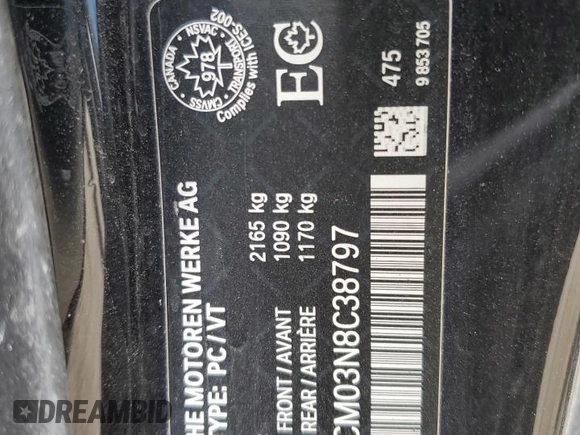 HE MOTOREN WERKE AG
TYPE: PC/VT
2165 kg
FRONT/AVANT 1090 kg
REAR/ARRIÈRE 1170 kg
CM03N8C38797
CANADA
NSVAC
978
TRANSPORT
CMVSS
Complies with ICES-002
EC
475
9 853 705
DREAMBID